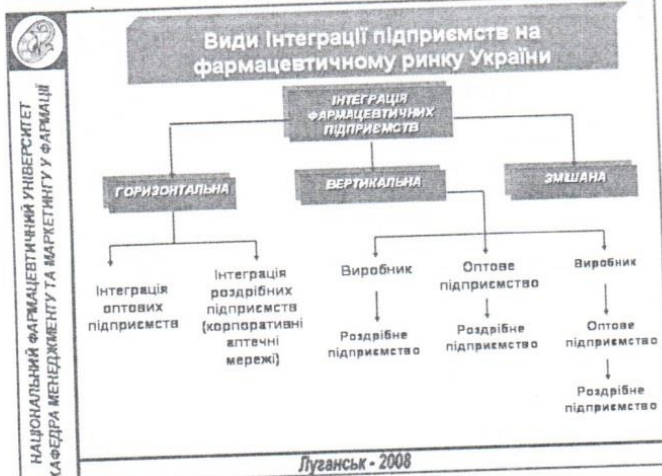 НАЦІОНАЛЬНИЙ ФАРМАЦЕВТИЧНИЙ УНІВЕРСИТЕТ
КАФЕДРА МЕНЕДЖМЕНТУ ТА МАРКЕТИНГУ У ФАРМАЦІЇ
Види інтеграції підприємств на
фармацевтичному ринку України
ІНТЕГРАЦІЯ
ФАРМАЦЕВТИЧНИХ
ПІДПРИЄМСТВ
ГОРИЗОНТАЛЬНА
ВЕРТИКАЛЬНА
ЗМІШАНА
Інтеграція
оптових
підприємств
Інтеграція
роздрібних
підприємств
(корпоративні
аптечні
мережі)
Виробник
Роздрібне
підприємство
Оптове
підприємство
Роздрібне
підприємство
Виробник
Оптове
підприємство
Роздрібне
підприємство
Луганськ - 2008